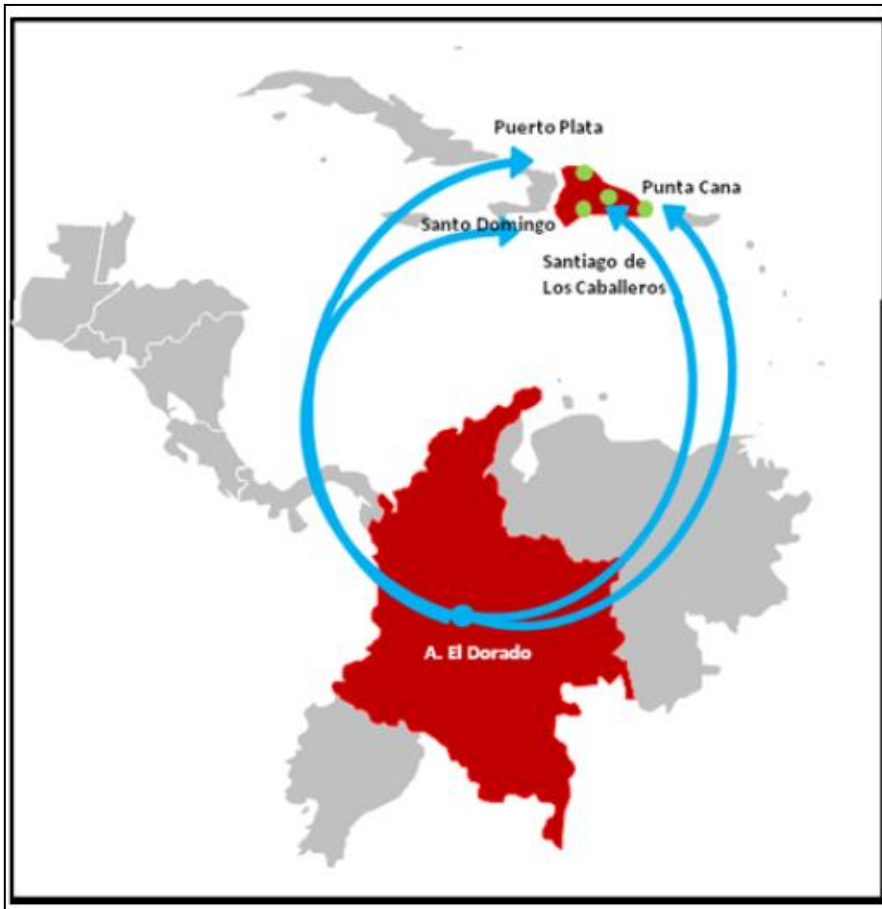 Puerto Plata
Punta Cana
Santo Domingo
Santiago de
Los Caballeros
A. El Dorado